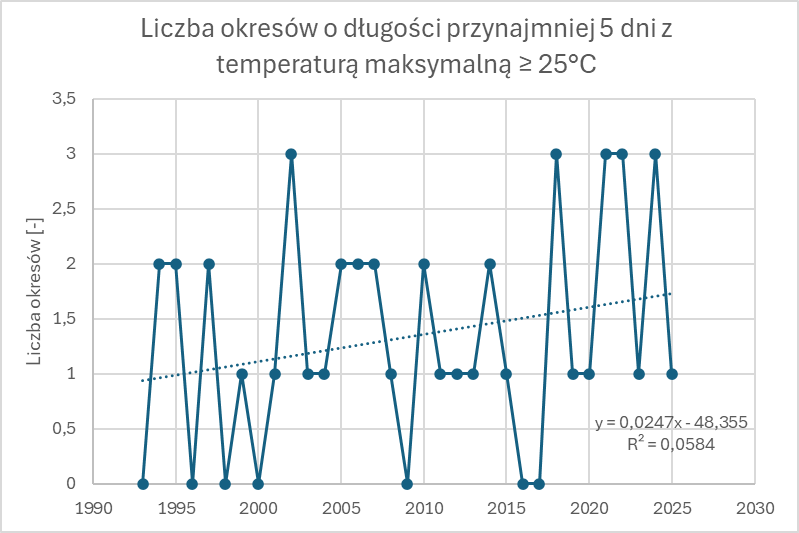 Liczba okresów o długości przynajmniej 5 dni z
temperaturą maksymalną ≥ 25°C
3,5
3
2,5
2
1,5
1
0,5
0
Liczba okresów [-]
y = 0,0247x - 48,355
R² = 0,0584
1990 1995 2000 2005 2010 2015 2020 2025 2030